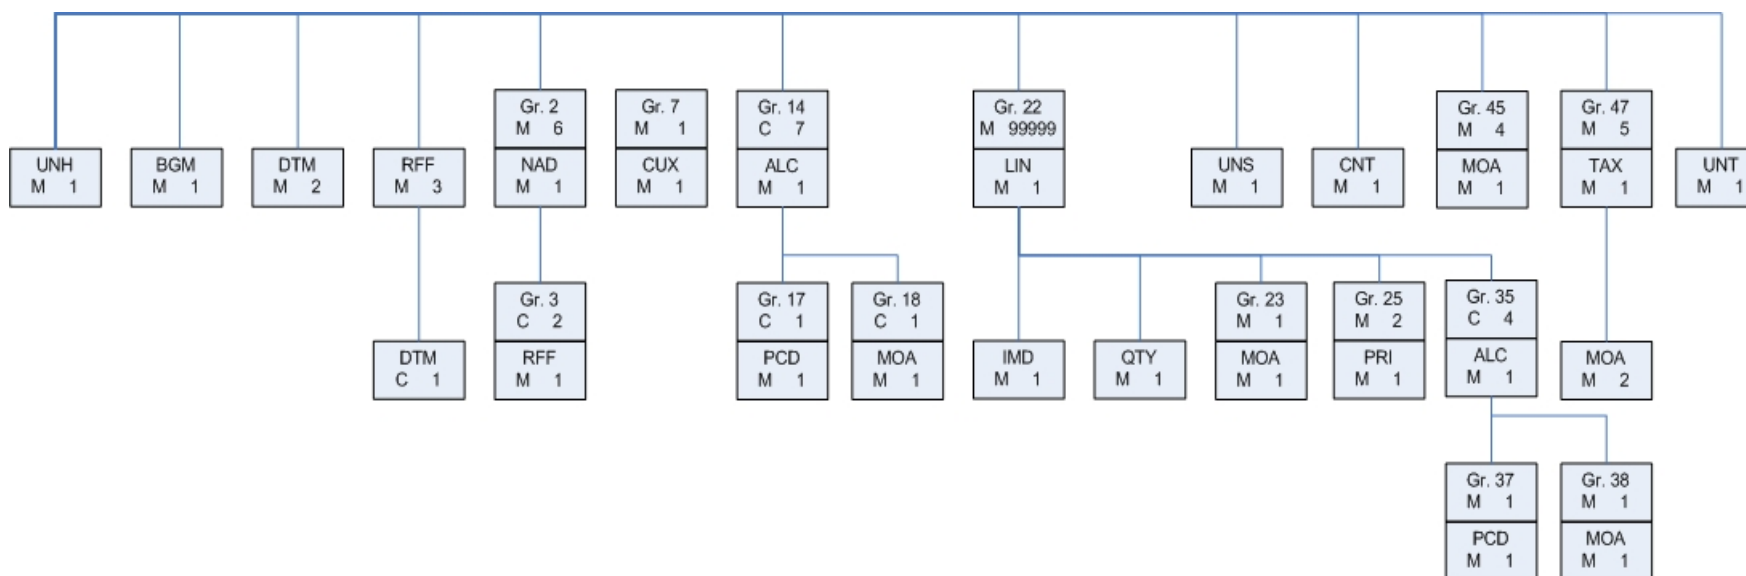 Gr. 2
M 6
Gr. 7
M 1
Gr. 14
C 7
Gr. 22
M 99999
Gr. 45
M 4
Gr. 47
M 5
UNH
M 1
BGM
M 1
DTM
M 2
RFF
M 3
NAD
M 1
CUX
M 1
ALC
M 1
LIN
M 1
UNS
M 1
CNT
M 1
MOA
M 1
TAX
M 1
UNT
M 1
Gr. 3
C 2
Gr. 17
C 1
Gr. 18
C 1
Gr. 23
M 1
Gr. 25
M 2
Gr. 35
C 4
DTM
C 1
RFF
M 1
PCD
M 1
MOA
M 1
IMD
M 1
QTY
M 1
MOA
M 1
PRI
M 1
ALC
M 1
MOA
M 2
Gr. 37
M 1
Gr. 38
M 1
PCD
M 1
MOA
M 1